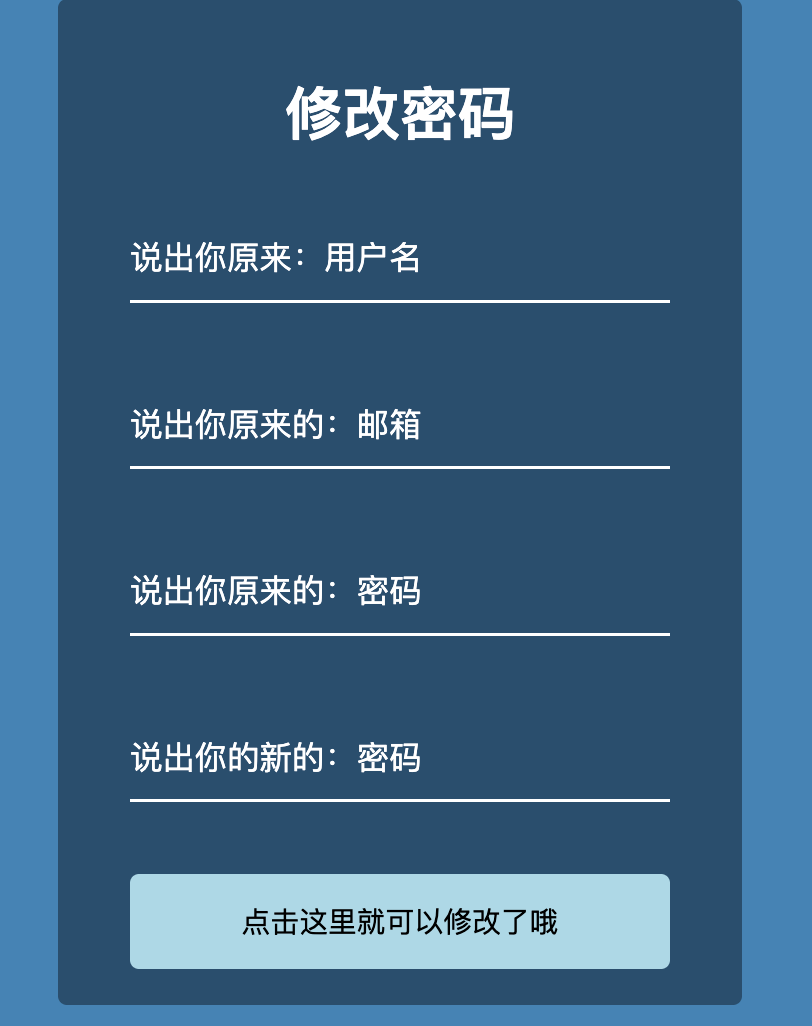 修改密码
说出你原来：用户名
说出你原来的：邮箱
说出你原来的：密码
说出你的新的：密码
点击这里就可以修改了哦